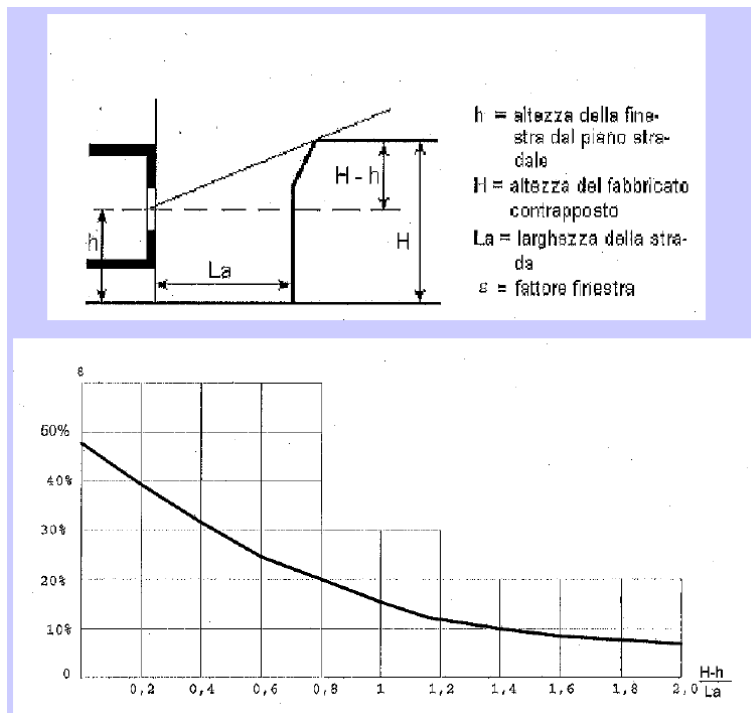 h = altezza della fine-
stra dal piano stra-
dale
H = altezza del fabbricato
contrapposto
La = larghezza della stra-
da
ε = fattore finestra
H - h
h
La
H
ε
50%
40%
30%
20%
10%
0
0,2
0,4
0,6
0,8
1
1,2
1,4
1,6
1,8
2,0
H-h
La